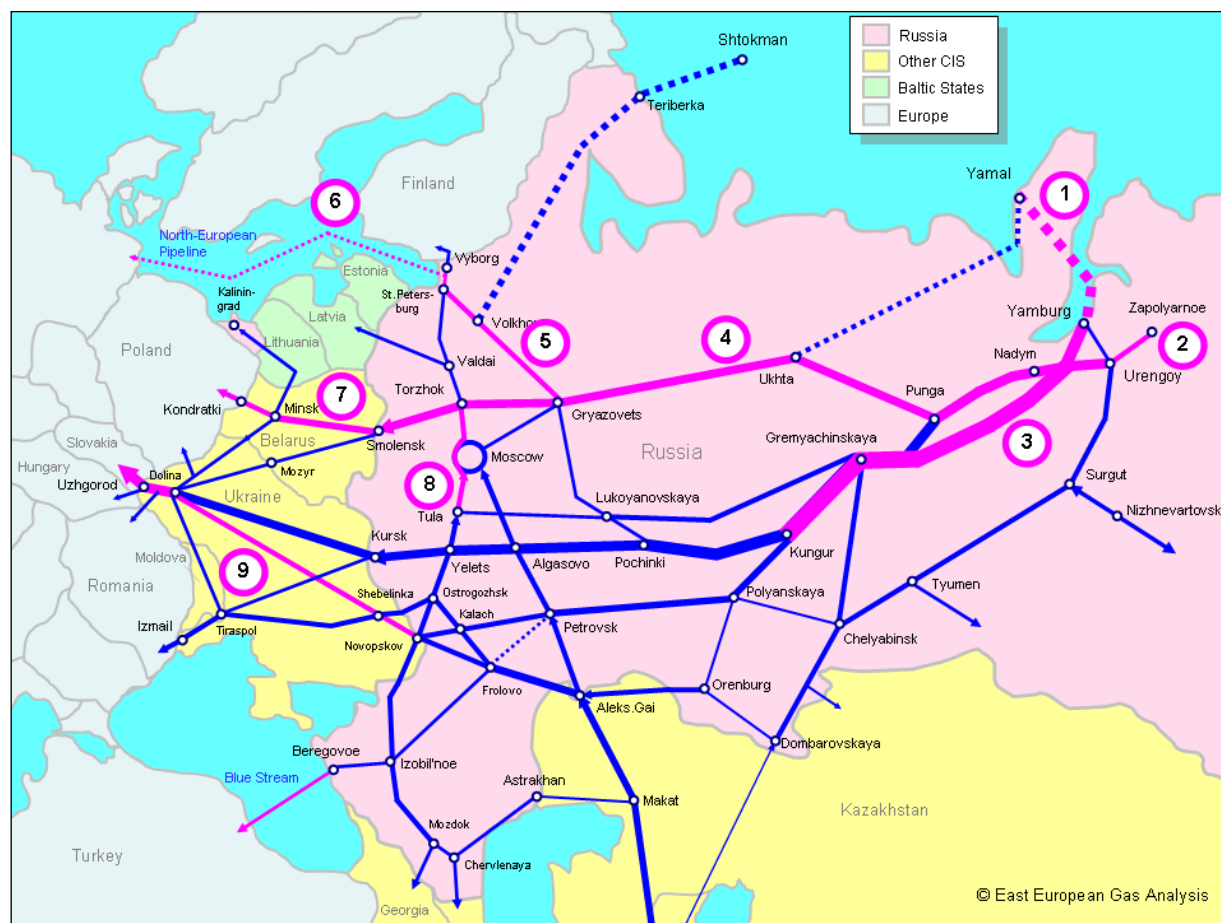 Shtokman
Russia
Other CIS
Baltic States
Europe
Teriberka
Yamal
1
Finland
6
North-European
Pipeline
Vyborg
Estonia
Kalinin-
grad
St. Peters-
burg
Latvia
Volkhov
Yamburg
Zapolyarnoe
5
4
2
Lithuania
Poland
Valdai
Nadym
Urengoy
Ukhta
7
Torzhok
Punga
Kondratki
Minsk
Gryazovets
Smolensk
Gremyachinskaya
3
Slovakia
Belarus
Russia
Moscow
Hungary
Dolina
Mozyr
Surgut
Uzhgorod
8
Ukraine
Lukoyanovskaya
Tula
Nizhnevartovsk
Kursk
Kungur
Moldova
Yelets
Algasovo
Pochinki
9
Tyumen
Romania
Shebelinka
Ostrogozhsk
Polyanskaya
Kalach
Izmail
Tiraspol
Petrovsk
Chelyabinsk
Novopskov
Frolovo
Orenburg
Aleks.Gai
Dombarovskaya
Beregovoe
Izobil'noe
Blue Stream
Astrakhan
Makat
Kazakhstan
Mozdok
Turkey
Chervlenaya
© East European Gas Analysis
Georgia